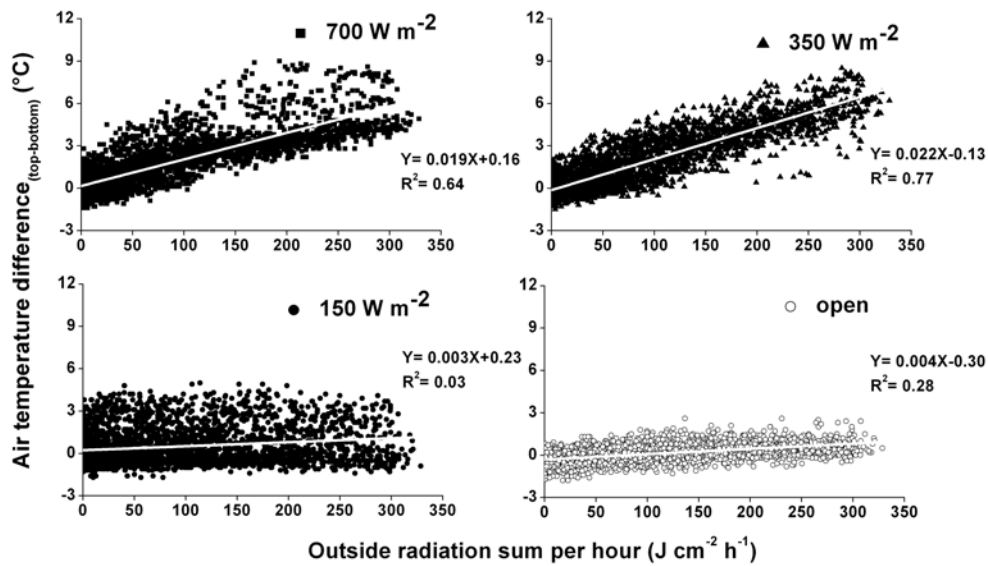 Air temperature difference(top-bottom) (°C)
12
9
6
3
0
-3
■ 700 W m-2
Y= 0.019X+0.16
R2= 0.64
0 50 100 150 200 250 300 350
12
9
6
3
0
-3
▲ 350 W m-2
Y= 0.022X-0.13
R2= 0.77
0 50 100 150 200 250 300 350
12
9
6
3
0
-3
● 150 W m-2
Y= 0.003X+0.23
R2= 0.03
0 50 100 150 200 250 300 350
12
9
6
3
0
-3
○ open
Y= 0.004X-0.30
R2= 0.28
0 50 100 150 200 250 300 350
Outside radiation sum per hour (J cm-2 h-1)